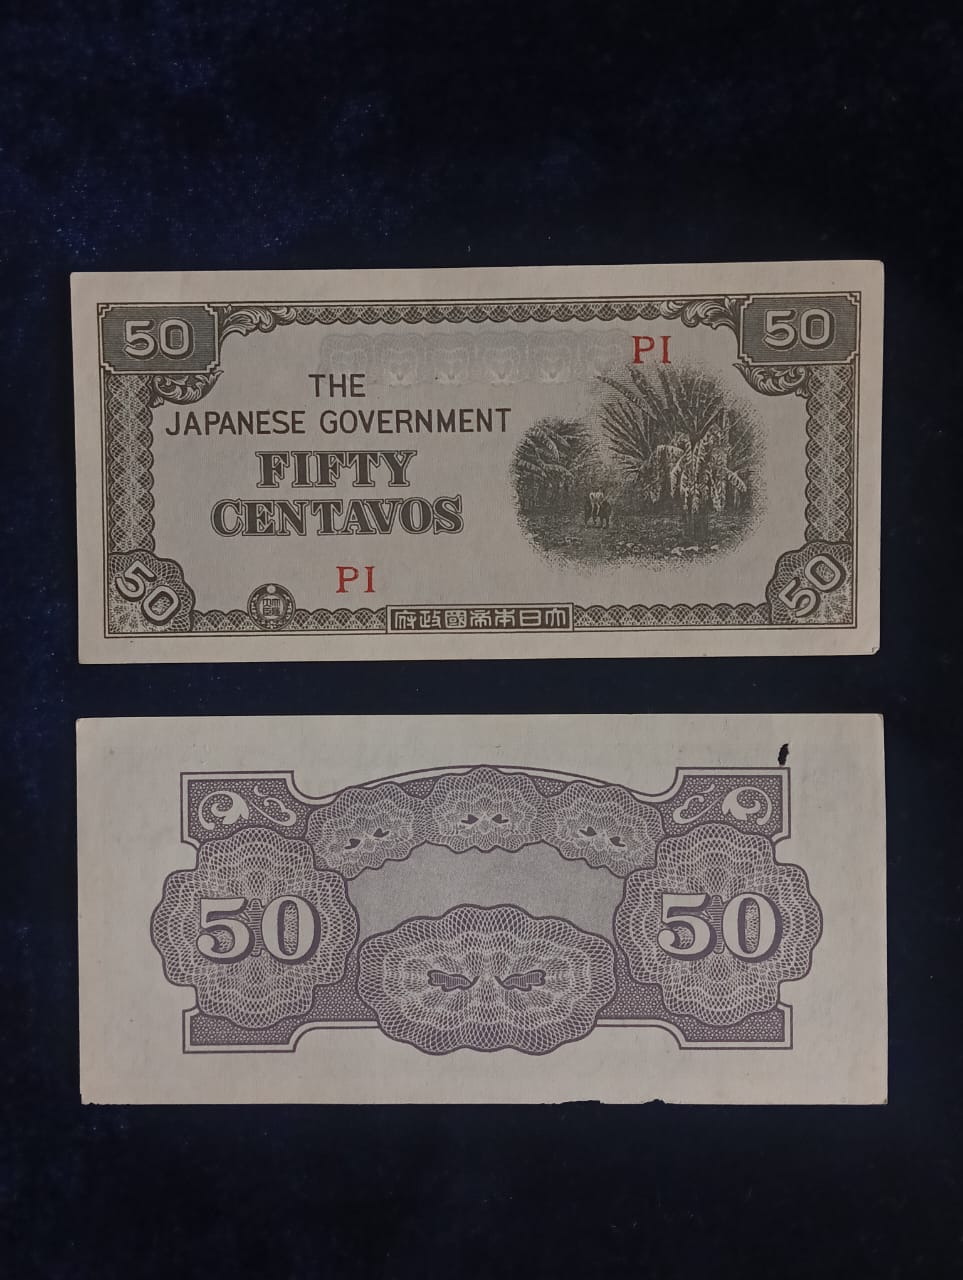 50
50
PI
THE
JAPANESE GOVERNMENT
FIFTY
CENTAVOS
PI
50
大日本帝國政府
50
50
50